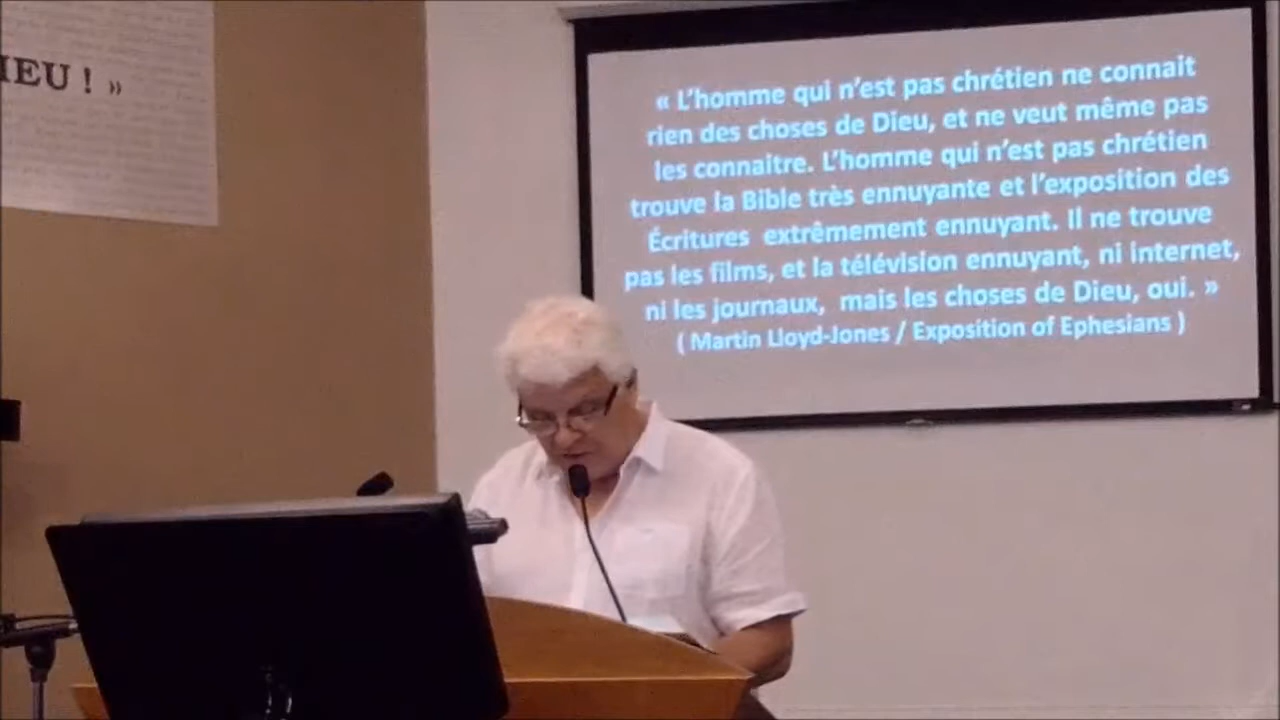 IEU ! »
« L'homme qui n'est pas chrétien ne connait
rien des choses de Dieu, et ne veut même pas
les connaitre. L'homme qui n'est pas chrétien
trouve la Bible très ennuyante et l'exposition des
Écritures extrêmement ennuyant. Il ne trouve
pas les films, et la télévision ennuyant, ni internet,
ni les journaux, mais les choses de Dieu, oui. »
( Martin Lloyd-Jones / Exposition of Ephesians )